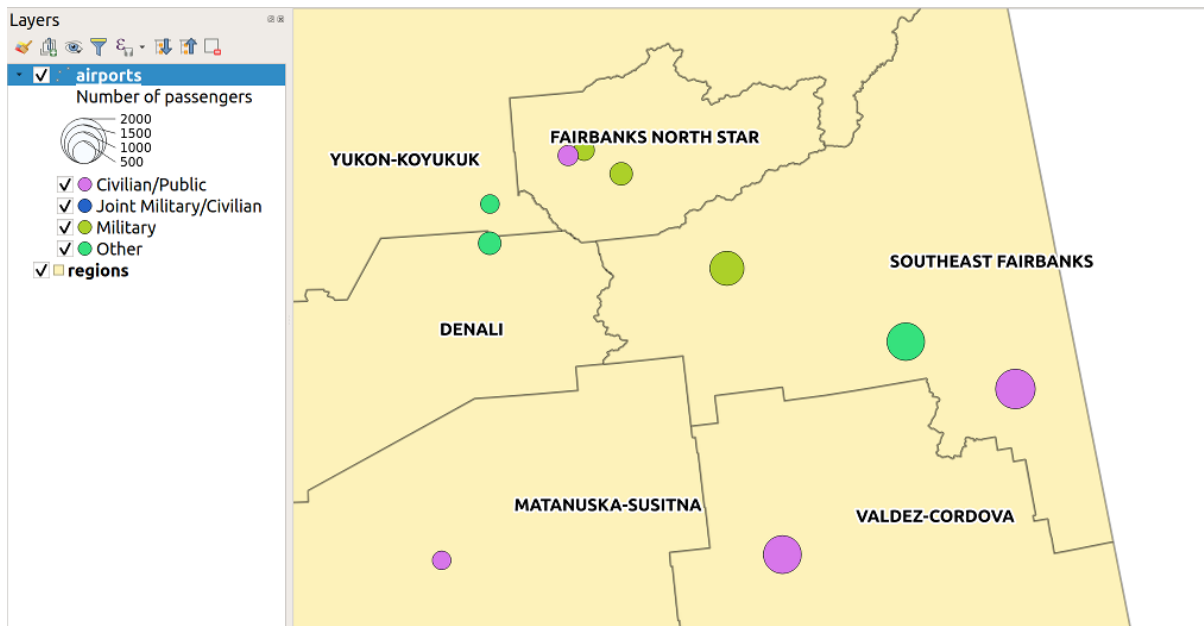 Layers
airports
Number of passengers
2000
1500
1000
500
Civilian/Public
Joint Military/Civilian
Military
Other
regions
FAIRBANKS NORTH STAR
YUKON-KOYUKUK
SOUTHEAST FAIRBANKS
DENALI
MATANUSKA-SUSITNA
VALDEZ-CORDOVA